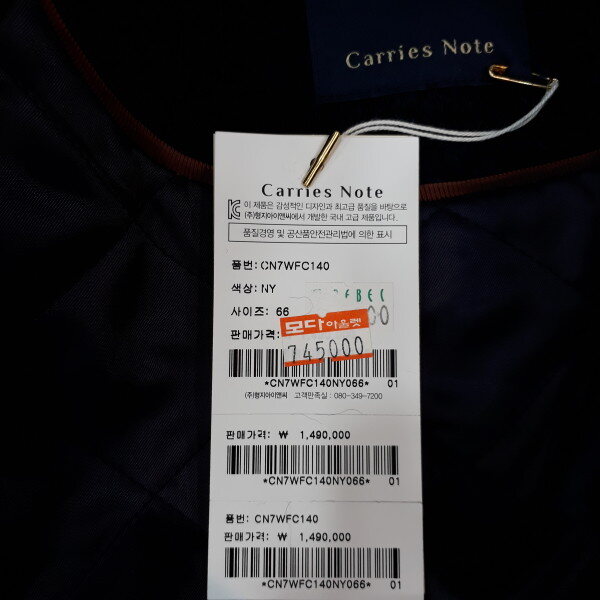 Carries Note
Carries Note
이 제품은 감성적인 디자인과 최고급 품질을 바탕으로
(주)형지아이앤씨에서 개발한 국내 고급 제품입니다.
품질경영 및 공산품안전관리법에 의한 표시
품번: CN7WFC140
색상: NY
사이즈: 66
판매가격:
00
모다아울렛
745000
*CN7WFC140NY066* 01
(주)형지아이앤씨 고객만족실 : 080-349-7200
판매가격: ₩ 1,490,000
*CN7WFC140NY066* 01
품번: CN7WFC140
판매가격: ₩ 1,490,000
*CN7WFC140NY066* 01